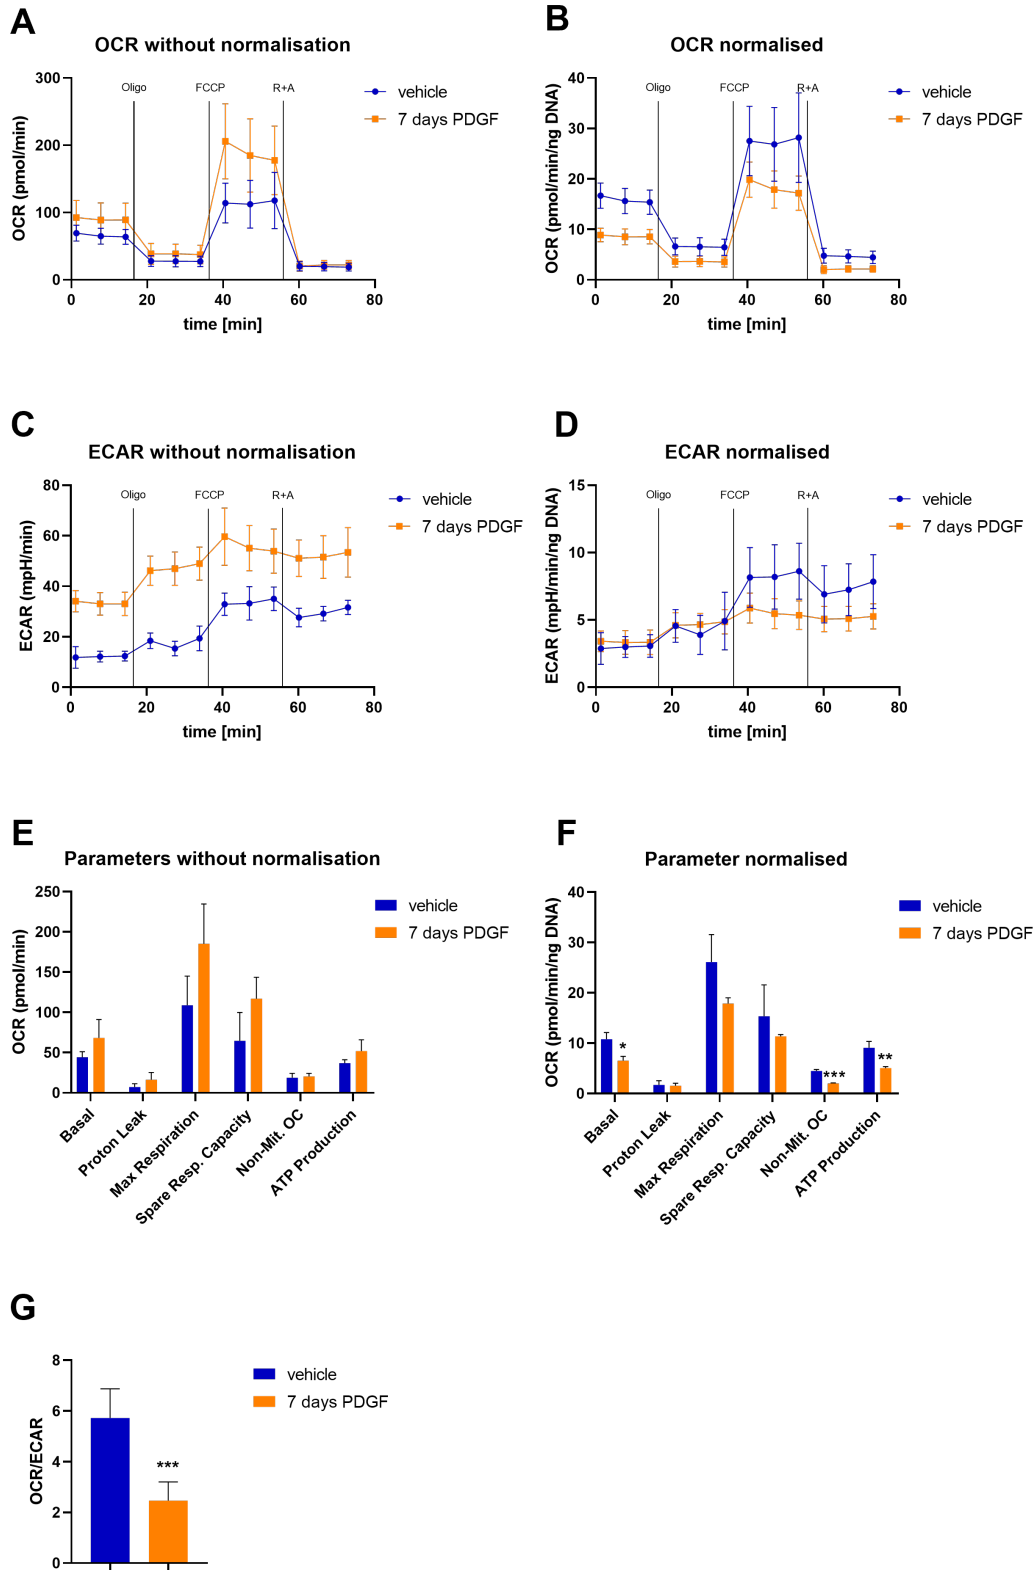 A
OCR without normalisation
OCR (pmol/min)
300
200
100
0
0
20
40
60
80
Oligo
FCCP
R+A
time [min]
vehicle
7 days PDGF
B
OCR normalised
OCR (pmol/min/ng DNA)
40
30
20
10
0
0
20
40
60
80
Oligo
FCCP
R+A
time [min]
vehicle
7 days PDGF
C
ECAR without normalisation
ECAR (mpH/min)
80
60
40
20
0
0
20
40
60
80
Oligo
FCCP
R+A
time [min]
vehicle
7 days PDGF
D
ECAR normalised
ECAR (mpH/min/ng DNA)
15
10
5
0
0
20
40
60
80
Oligo
FCCP
R+A
time [min]
vehicle
7 days PDGF
E
Parameters without normalisation
OCR (pmol/min)
250
200
150
100
50
0
Basal
Proton Leak
Max Respiration
Spare Resp. Capacity
Non-Mit. OC
ATP Production
vehicle
7 days PDGF
F
Parameter normalised
OCR (pmol/min/ng DNA)
40
30
20
10
0
*
***
**
Basal
Proton Leak
Max Respiration
Spare Resp. Capacity
Non-Mit. OC
ATP Production
vehicle
7 days PDGF
G
OCR/ECAR
8
6
4
2
0
***
vehicle
7 days PDGF